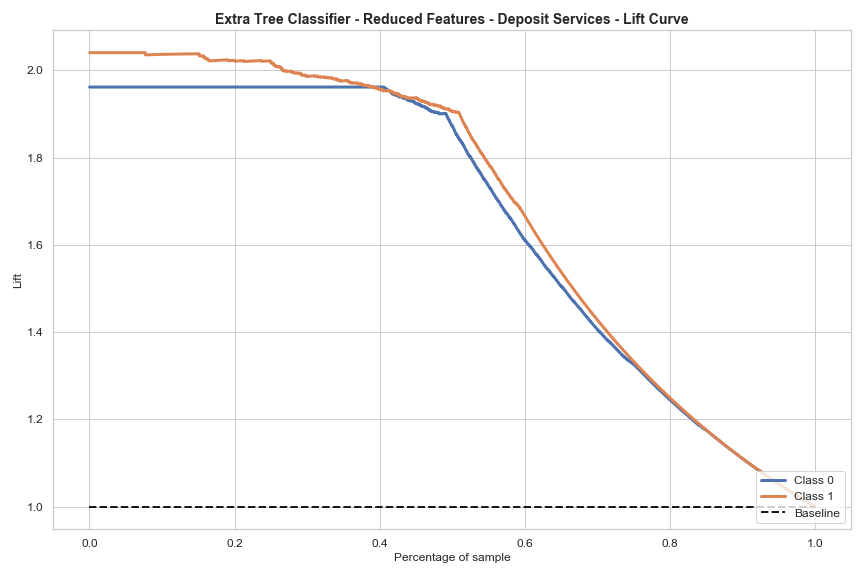 Extra Tree Classifier - Reduced Features - Deposit Services - Lift Curve
2.0
1.8
1.6
1.4
1.2
1.0
Lift
0.0 0.2 0.4 0.6 0.8 1.0
Percentage of sample
Class 0
Class 1
Baseline